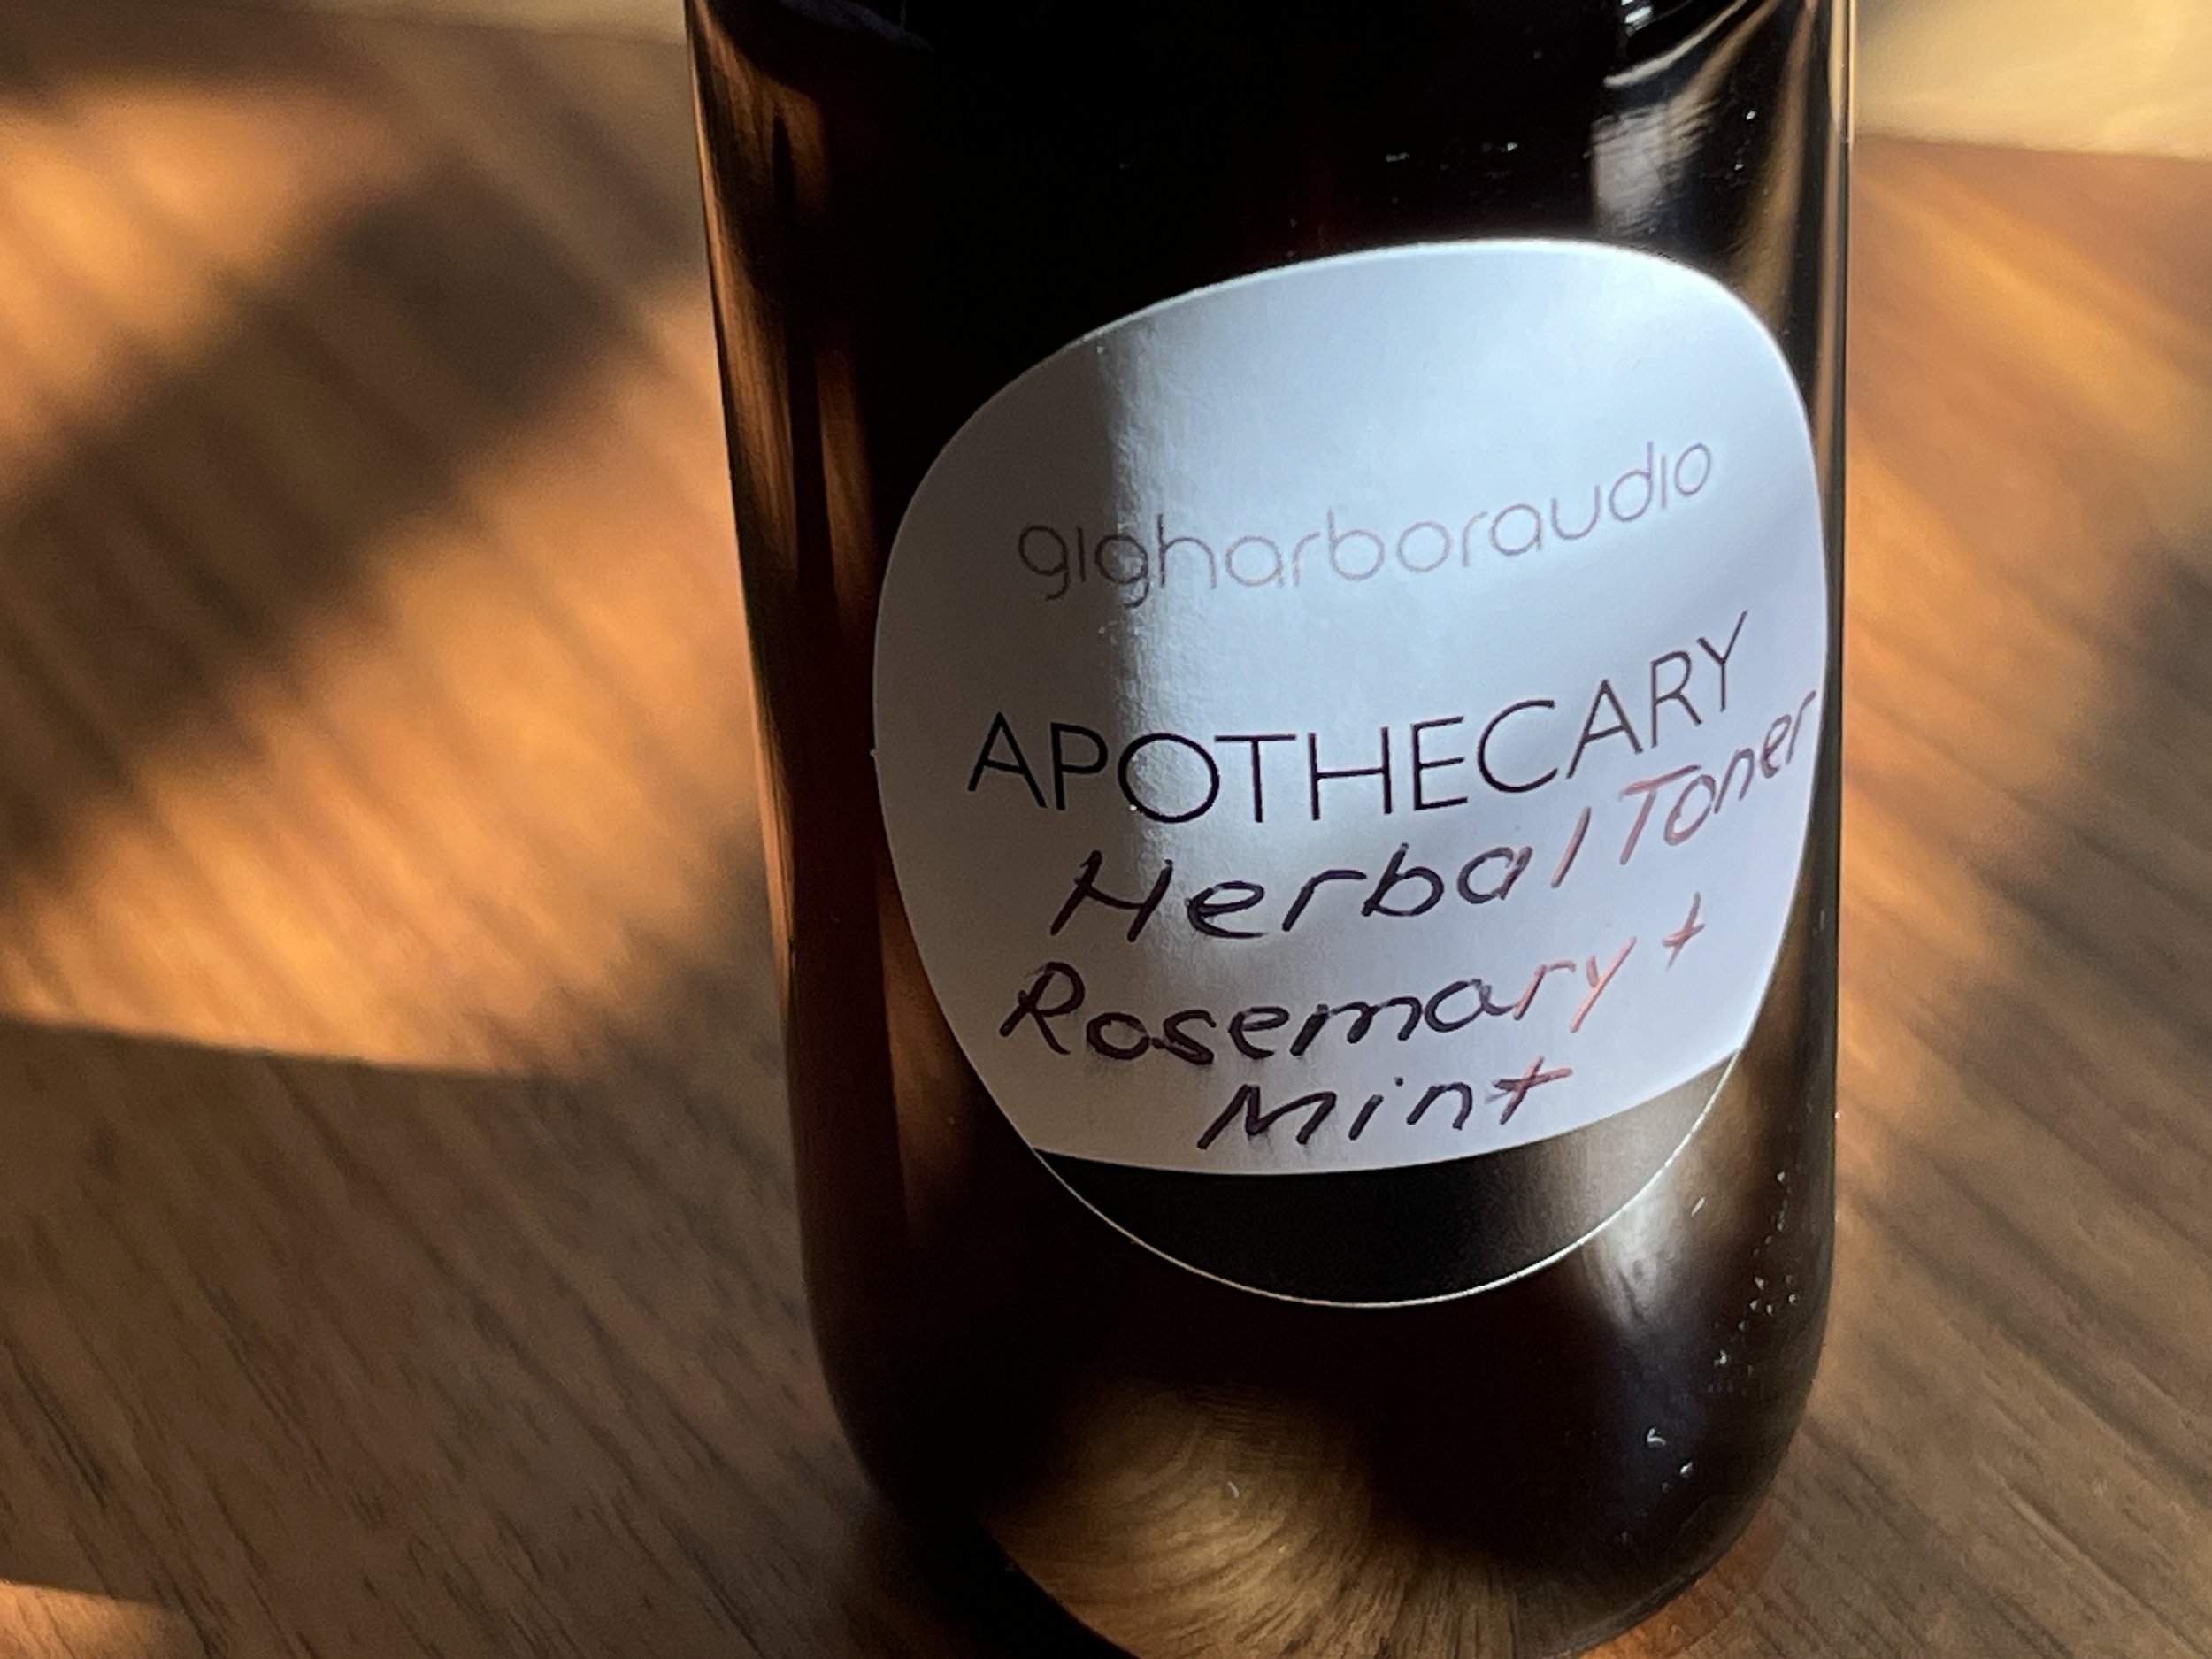 gigharboraudio
APOTHECARY
Herbal Toner
Rosemary +
Mint